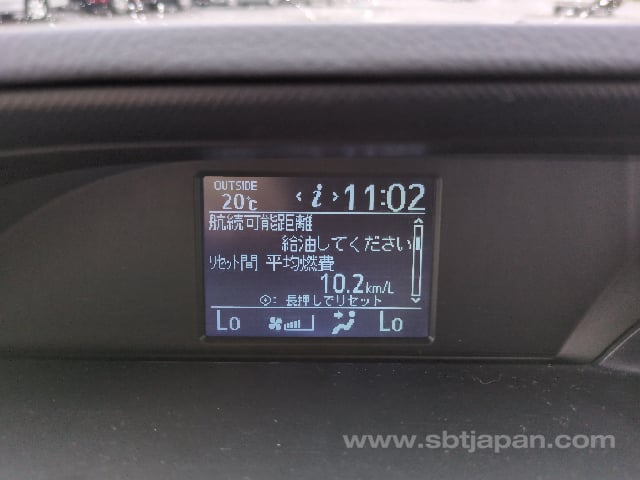 OUTSIDE
20℃
< i > 11:02
航続可能距離
給油してください
リセット間 平均燃費
10.2km/L
⊙: 長押しでリセット
Lo Lo
www.sbtjapan.com